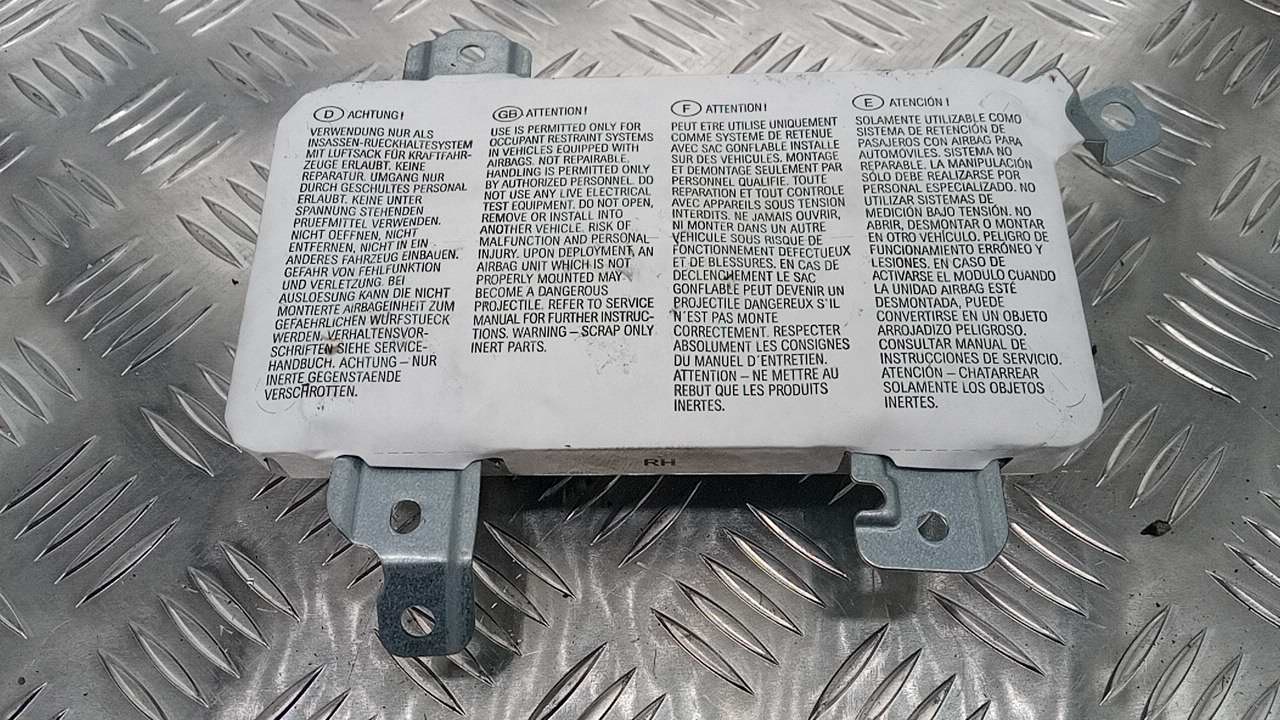 D ACHTUNG!
VERWENDUNG NUR ALS
INSASSEN-RUECKHALTESYSTEM
MIT LUFTSACK FÜR KRAFTFAHR-
ZEUGE ERLAUBT. KEINE
REPARATUR. UMGANG NUR
DURCH GESCHULTES PERSONAL
ERLAUBT. KEINE UNTER
SPANNUNG STEHENDEN
PRUEFMITTEL VERWENDEN.
NICHT ÖFFNEN, NICHT
ENTFERNEN, NICHT IN EIN
ANDERES FAHRZEUG EINBAUEN.
GEFAHR VON FEHLFUNKTION
UND VERLETZUNG. BEI
AUSLOESUNG KANN DIE NICHT
MONTIERTE AIRBAGEINHEIT ZUM
GEFAEHRLICHEN WURFSTUECK
WERDEN. VERHALTENSVOR-
SCHRIFTEN SIEHE SERVICE-
HANDBUCH. ACHTUNG – NUR
INERTE GEGENSTAENDE
VERSCHROTTEN.
GB ATTENTION!
USE IS PERMITTED ONLY FOR
OCCUPANT RESTRAINT SYSTEMS
IN VEHICLES EQUIPPED WITH
AIRBAGS. NOT REPAIRABLE.
HANDLING IS PERMITTED ONLY
BY AUTHORIZED PERSONNEL. DO
NOT USE ANY LIVE ELECTRICAL
TEST EQUIPMENT. DO NOT OPEN,
REMOVE OR INSTALL INTO
ANOTHER VEHICLE. RISK OF
MALFUNCTION AND PERSONAL
INJURY. UPON DEPLOYMENT, AN
AIRBAG UNIT WHICH IS NOT
PROPERLY MOUNTED MAY
BECOME A DANGEROUS
PROJECTILE. REFER TO SERVICE
MANUAL FOR FURTHER INSTRUC-
TIONS. WARNING – SCRAP ONLY
INERT PARTS.
F ATTENTION!
PEUT ETRE UTILISE UNIQUEMENT
COMME SYSTEME DE RETENUE
AVEC SAC GONFLABLE INSTALLE
SUR DES VEHICULES. MONTAGE
ET DEMONTAGE SEULEMENT PAR
PERSONNEL QUALIFIE. TOUTE
REPARATION ET TOUT CONTROLE
AVEC APPAREILS SOUS TENSION
INTERDITS. NE JAMAIS OUVRIR,
NI MONTER DANS UN AUTRE
VEHICULE SOUS RISQUE DE
FONCTIONNEMENT DEFECTUEUX
ET DE BLESSURES. EN CAS DE
DECLENCHEMENT LE SAC
GONFLABLE PEUT DEVENIR UN
PROJECTILE DANGEREUX S'IL
N'EST PAS MONTE
CORRECTEMENT. RESPECTER
ABSOLUMENT LES CONSIGNES
DU MANUEL D'ENTRETIEN.
ATTENTION – NE METTRE AU
REBUT QUE LES PRODUITS
INERTES.
E ATENCIÓN!
SOLAMENTE UTILIZABLE COMO
SISTEMA DE RETENCIÓN DE
PASAJEROS CON AIRBAG PARA
AUTOMÓVILES. SISTEMA NO
REPARABLE. LA MANIPULACIÓN
SÓLO DEBE REALIZARSE POR
PERSONAL ESPECIALIZADO. NO
UTILIZAR SISTEMAS DE
MEDICIÓN BAJO TENSIÓN. NO
ABRIR, DESMONTAR O MONTAR
EN OTRO VEHÍCULO. PELIGRO DE
FUNCIONAMIENTO ERRÓNEO Y
LESIONES. EN CASO DE
ACTIVARSE EL MODULO CUANDO
LA UNIDAD AIRBAG ESTÉ
DESMONTADA, PUEDE
CONVERTIRSE EN UN OBJETO
ARROJADIZO PELIGROSO.
CONSULTAR MANUAL DE
INSTRUCCIONES DE SERVICIO.
ATENCIÓN – CHATARREAR
SOLAMENTE LOS OBJETOS
INERTES.
RH